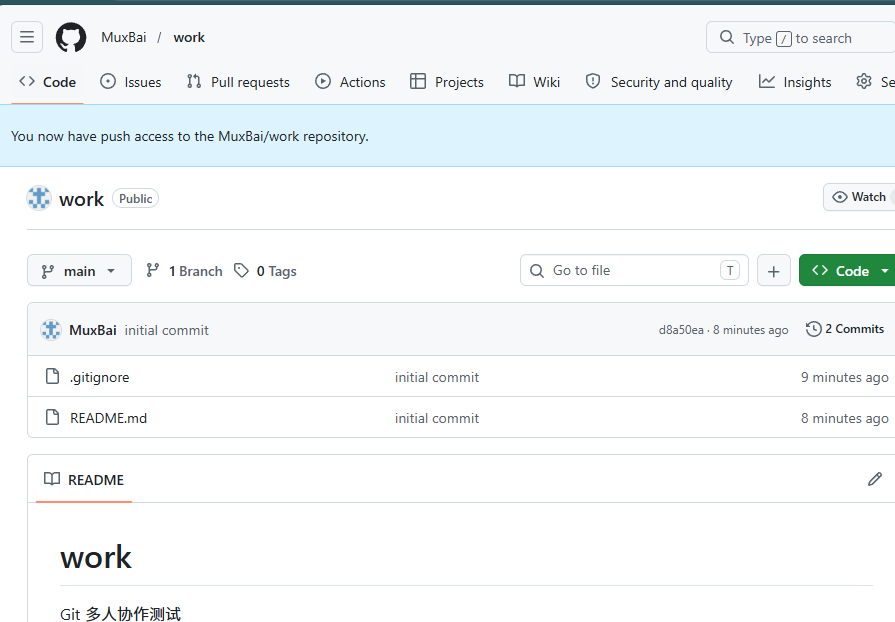 MuxBai / work
Type / to search
Code Issues Pull requests Actions Projects Wiki Security and quality Insights Se
You now have push access to the MuxBai/work repository.
work Public
Watch
main 1 Branch 0 Tags
Go to file T
Code
MuxBai initial commit d8a50ea · 8 minutes ago 2 Commits
.gitignore initial commit 9 minutes ago
README.md initial commit 8 minutes ago
README
work
Git 多人协作测试